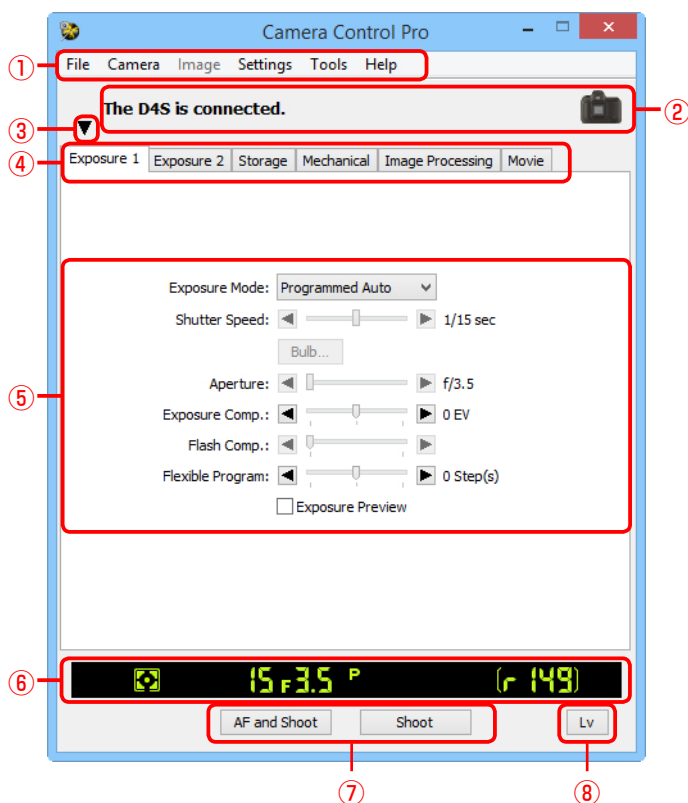 Camera Control Pro
① File Camera Image Settings Tools Help
The D4S is connected. ②
③ ▼
④ Exposure 1 Exposure 2 Storage Mechanical Image Processing Movie
Exposure Mode: Programmed Auto
Shutter Speed: 1/15 sec
Bulb...
⑤ Aperture: f/3.5
Exposure Comp.: 0 EV
Flash Comp.:
Flexible Program: 0 Step(s)
Exposure Preview
⑥ 15 F3.5 P (r 149)
AF and Shoot Shoot Lv
⑦ ⑧